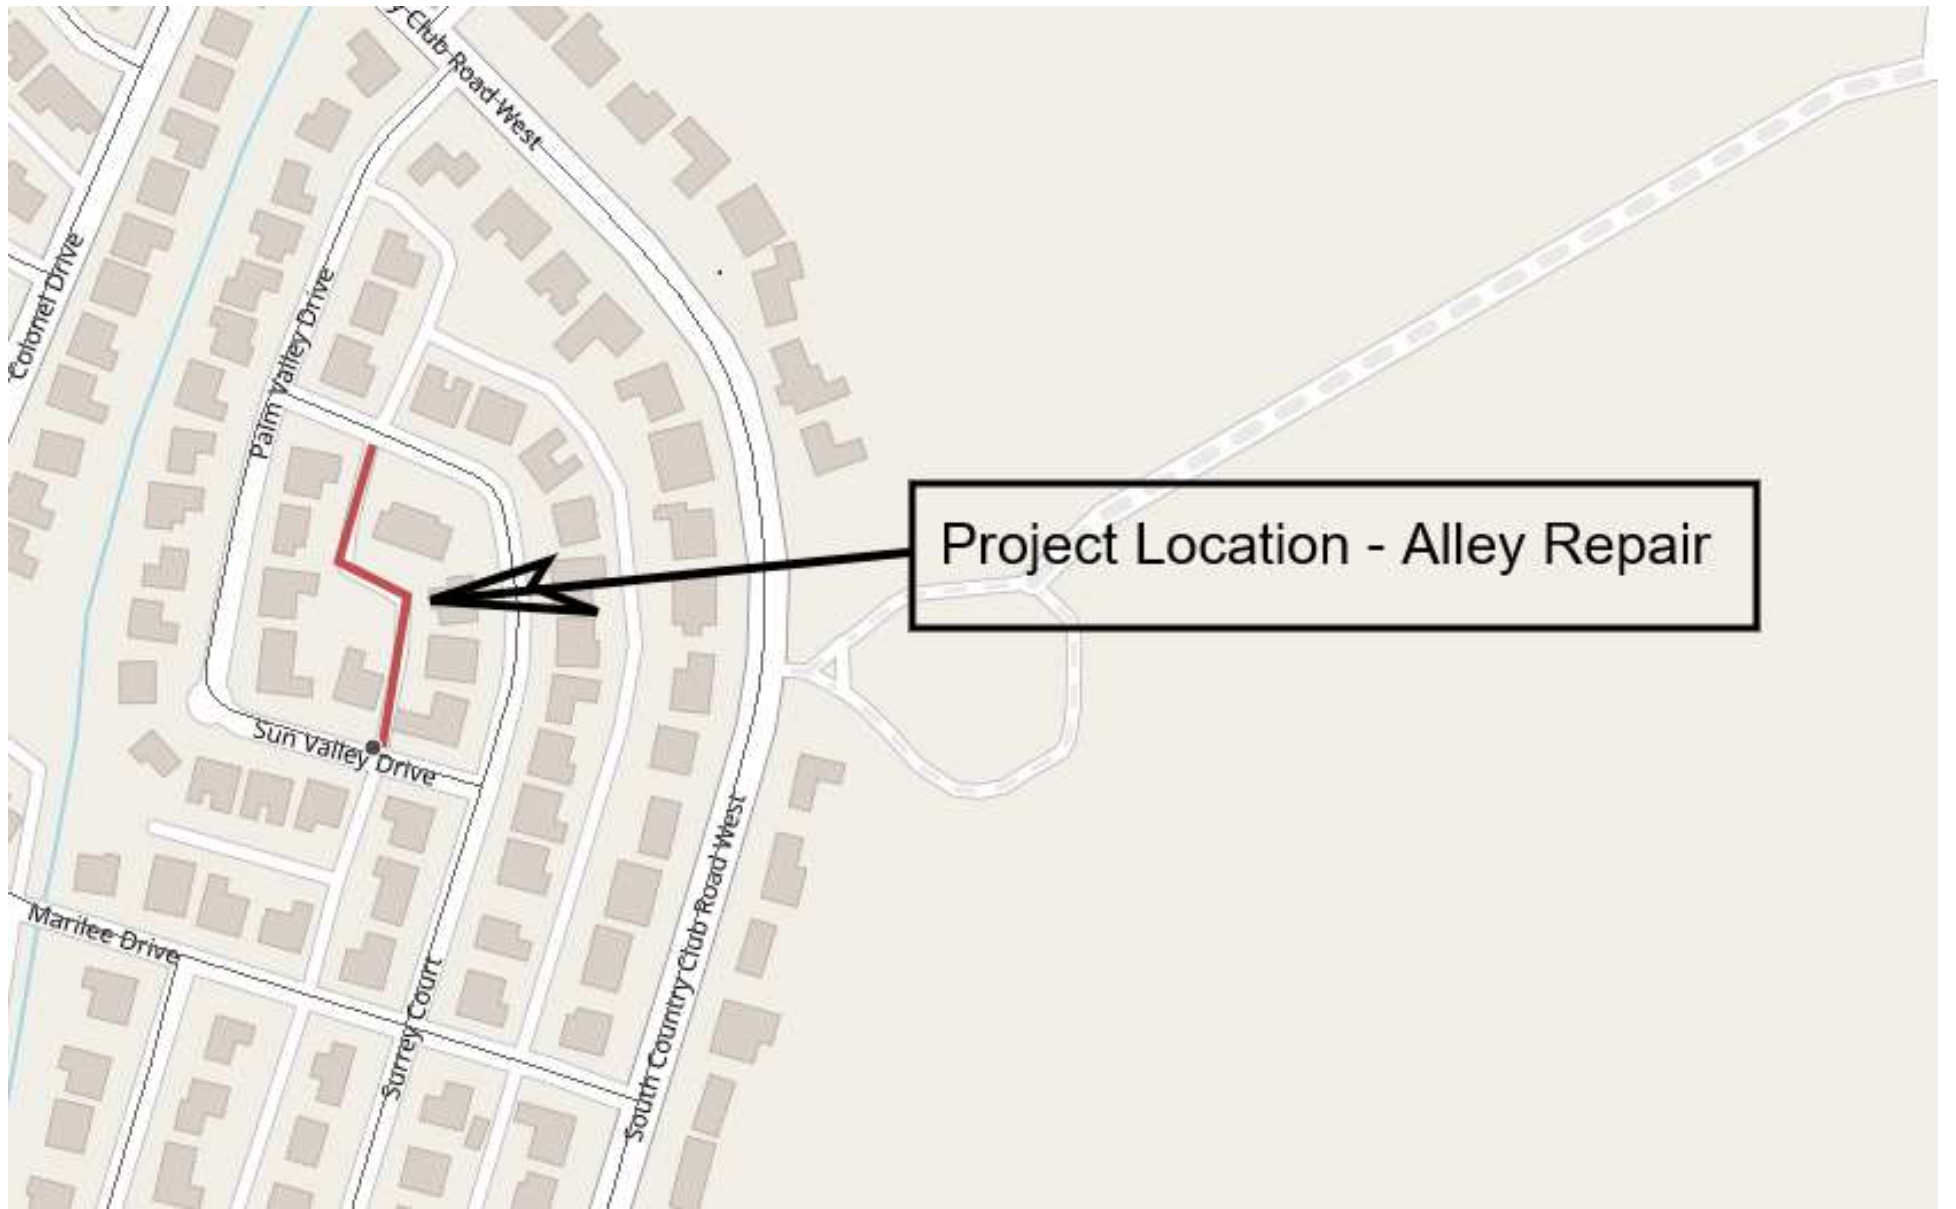 y Club Road West
Colonel Drive
Palm Valley Drive
Project Location - Alley Repair
Sun Valley Drive
Marilee Drive
Surrey Court
South Country Club Road West